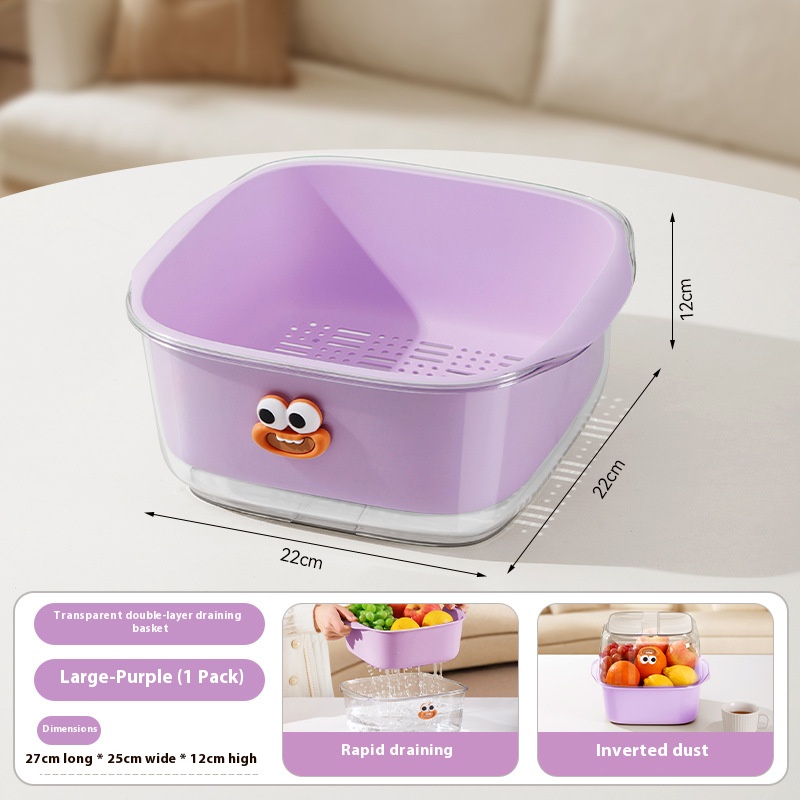 12cm
22cm
22cm
Transparent double-layer draining
basket
Large-Purple (1 Pack)
Dimensions
27cm long * 25cm wide * 12cm high
Rapid draining
Inverted dust